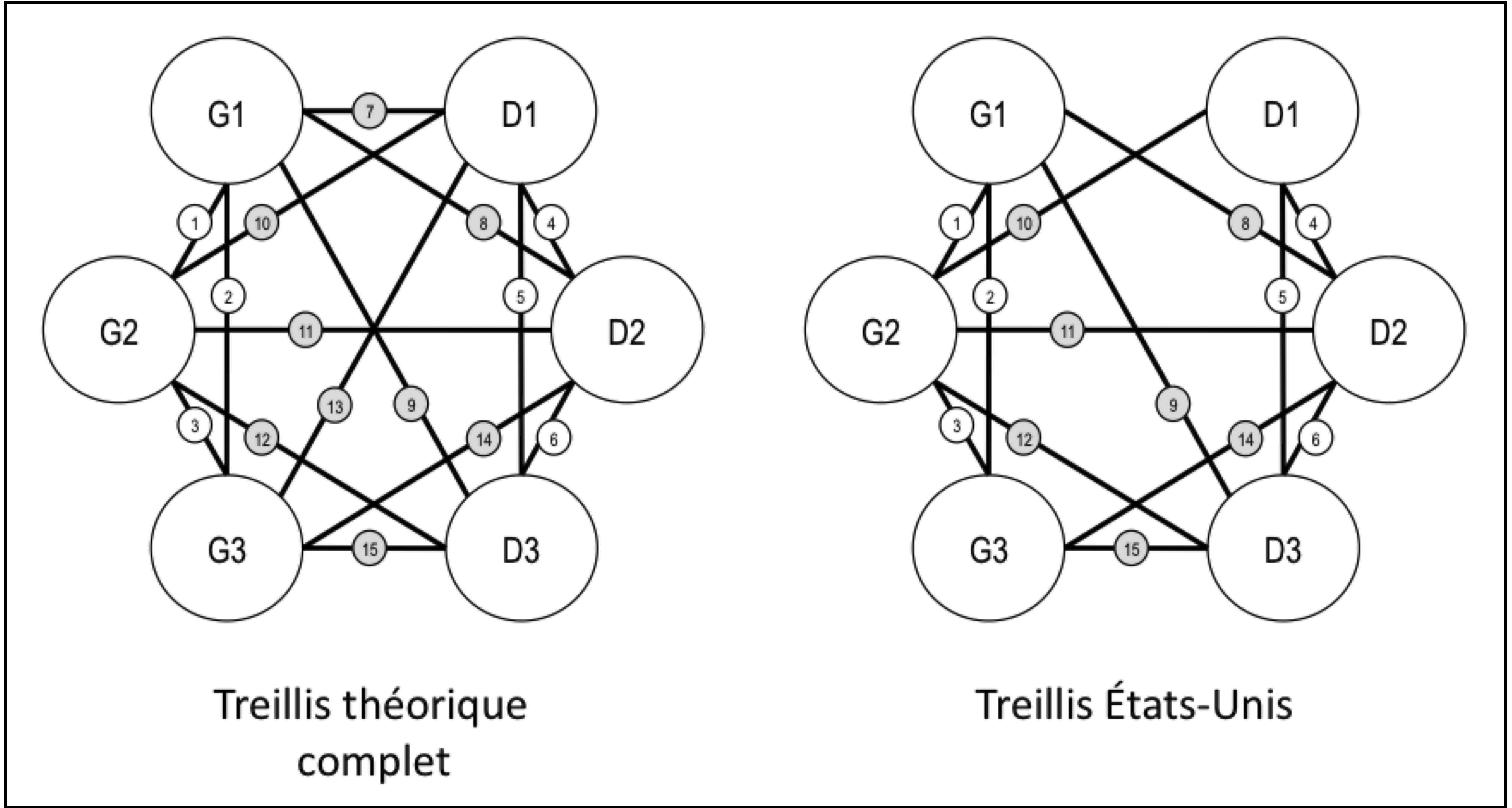 G1 7 D1
1 10 8 4
2 5
G2 11 D2
13 9
3 12 14 6
G3 15 D3
Treillis théorique
complet
G1 D1
1 10 8 4
2 5
G2 11 D2
9
3 12 14 6
G3 15 D3
Treillis États-Unis